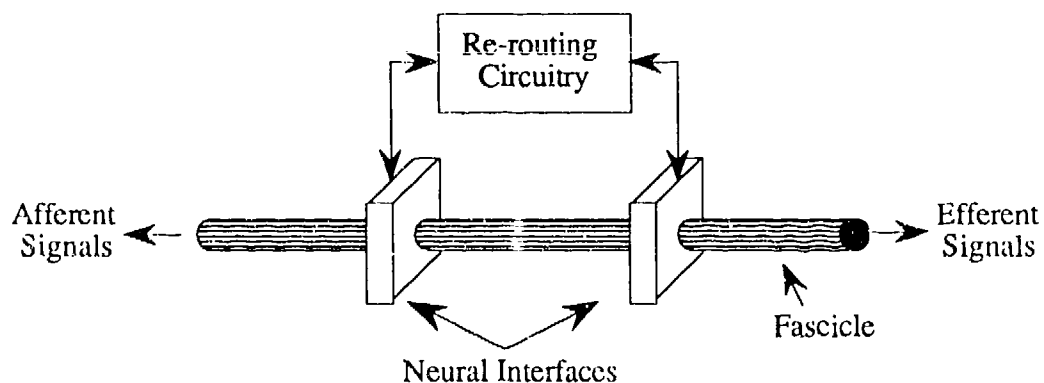 Re-routing
Circuitry
Afferent
Signals
Efferent
Signals
Fascicle
Neural Interfaces